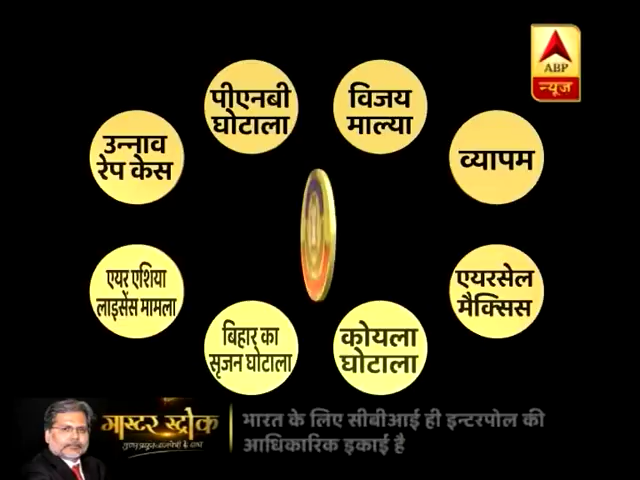 ABP
न्यूज़
पीएनबी
घोटाला
विजय
माल्या
उन्नाव
रेप केस
व्यापम
एयर एशिया
लाइसेंस मामला
एयरसेल
मैक्सिस
बिहार का
सृजन घोटाला
कोयला
घोटाला
मास्टर स्ट्रोक
भारत के लिए सीबीआई ही इन्टरपोल की
आधिकारिक इकाई है